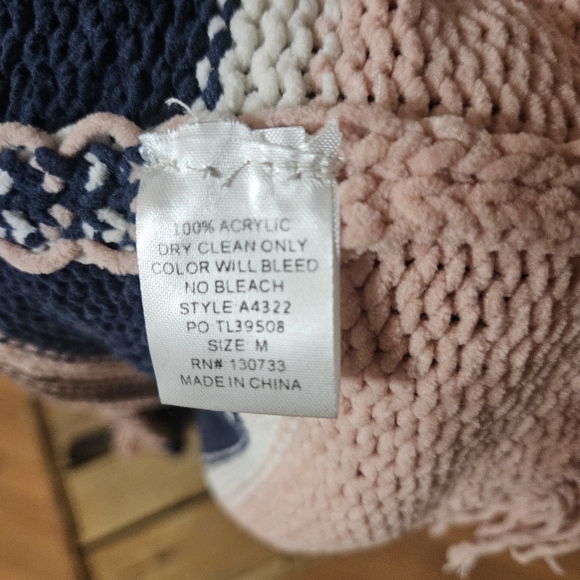 100% ACRYLIC
DRY CLEAN ONLY
COLOR WILL BLEED
NO BLEACH
STYLE: A4322
PO: TL39508
SIZE: M
RN# 130733
MADE IN CHINA